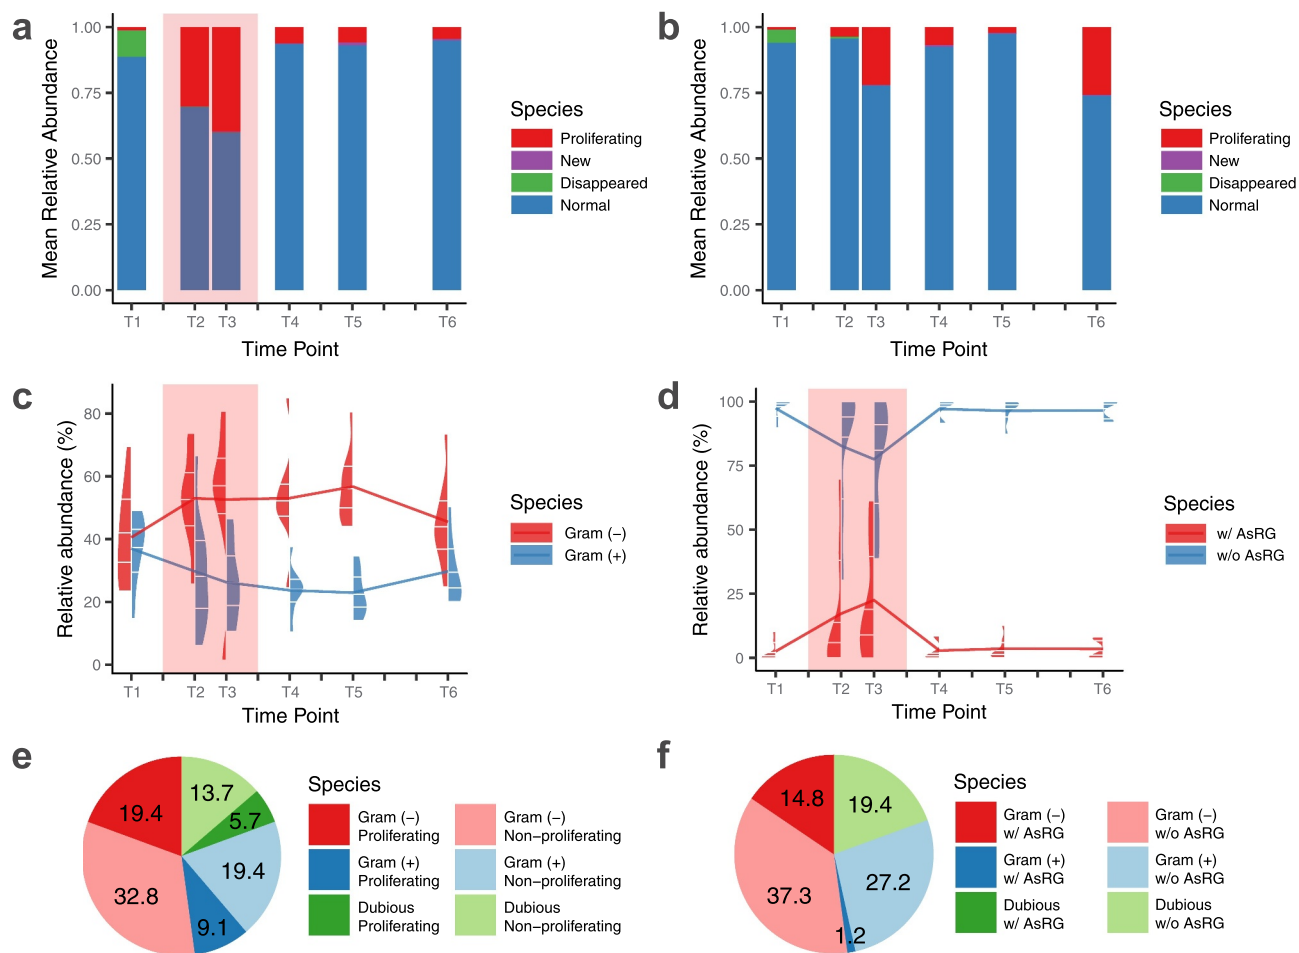 a
Mean Relative Abundance
1.00
0.75
0.50
0.25
0.00
T1 T2 T3 T4 T5 T6
Time Point
Species
Proliferating
New
Disappeared
Normal
b
Mean Relative Abundance
1.00
0.75
0.50
0.25
0.00
T1 T2 T3 T4 T5 T6
Time Point
Species
Proliferating
New
Disappeared
Normal
c
Relative abundance (%)
80
60
40
20
0
T1 T2 T3 T4 T5 T6
Time Point
Species
Gram (−)
Gram (+)
d
Relative abundance (%)
100
75
50
25
0
T1 T2 T3 T4 T5 T6
Time Point
Species
w/ AsRG
w/o AsRG
e
13.7
5.7
19.4
9.1
32.8
19.4
Species
Gram (−)
Proliferating
Gram (−)
Non−proliferating
Gram (+)
Proliferating
Gram (+)
Non−proliferating
Dubious
Proliferating
Dubious
Non−proliferating
f
19.4
27.2
1.2
37.3
14.8
Species
Gram (−)
w/ AsRG
Gram (−)
w/o AsRG
Gram (+)
w/ AsRG
Gram (+)
w/o AsRG
Dubious
w/ AsRG
Dubious
w/o AsRG